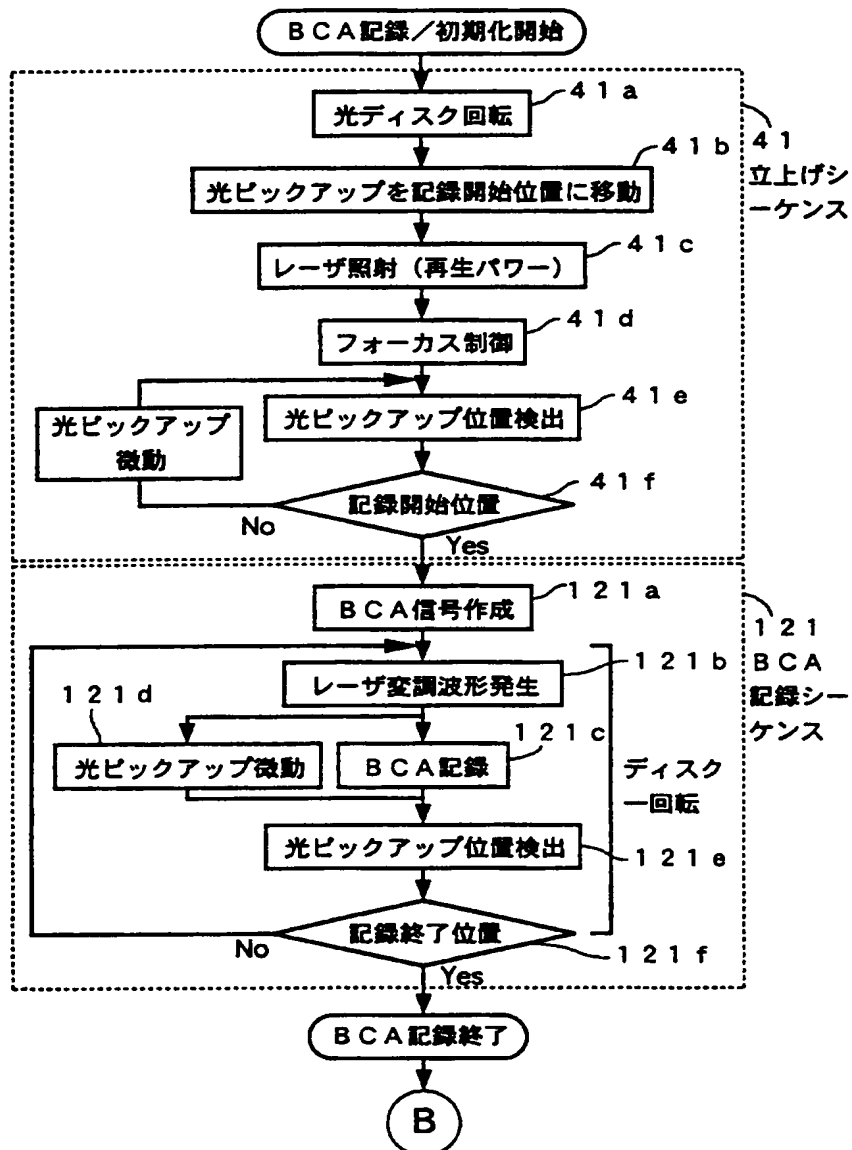 BCA記録／初期化開始
41a
光ディスク回転
41
立上げシ
ーケンス
41b
光ピックアップを記録開始位置に移動
41c
レーザ照射（再生パワー）
41d
フォーカス制御
41e
光ピックアップ位置検出
光ピックアップ
微動
41f
記録開始位置
No
Yes
121a
BCA信号作成
121
BCA
記録シー
ケンス
121b
レーザ変調波形発生
121d
121c
光ピックアップ微動
BCA記録
ディスク
一回転
光ピックアップ位置検出
121e
記録終了位置
No
121f
Yes
BCA記録終了
B